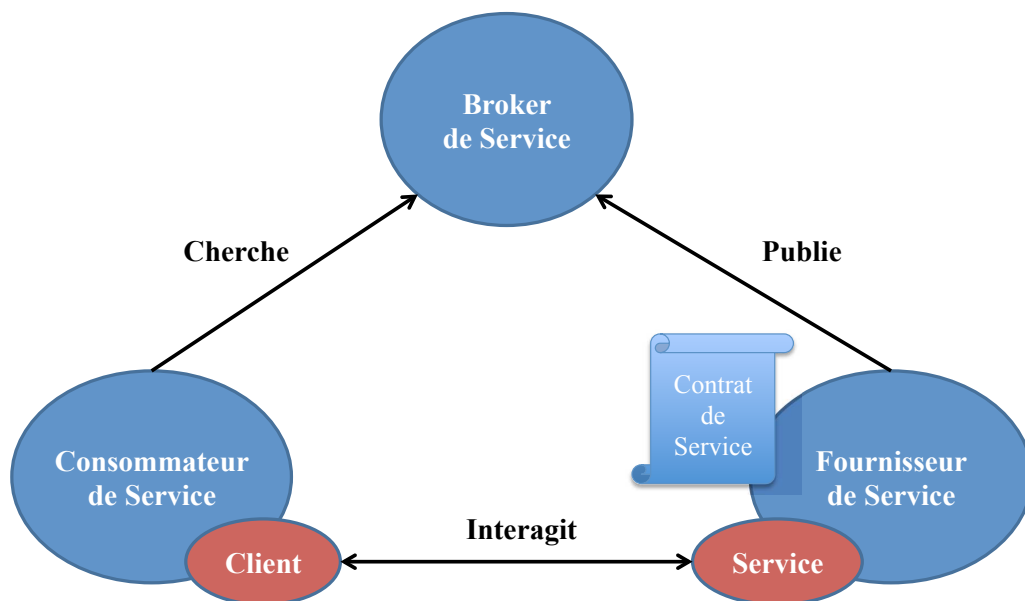 Broker
de Service
Cherche
Publie
Contrat
de
Service
Consommateur
de Service
Fournisseur
de Service
Interagit
Client
Service